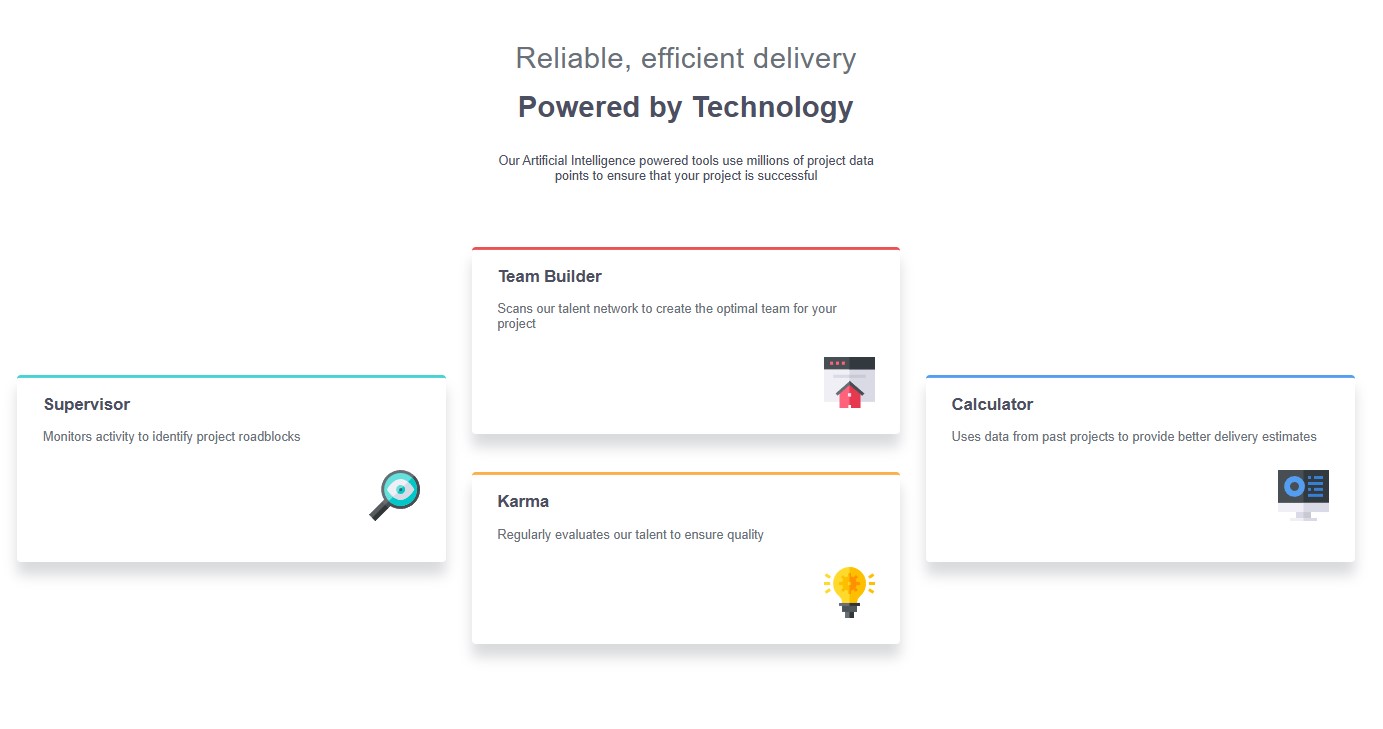 Reliable, efficient delivery
Powered by Technology
Our Artificial Intelligence powered tools use millions of project data
points to ensure that your project is successful
Supervisor
Monitors activity to identify project roadblocks
Team Builder
Scans our talent network to create the optimal team for your
project
Karma
Regularly evaluates our talent to ensure quality
Calculator
Uses data from past projects to provide better delivery estimates